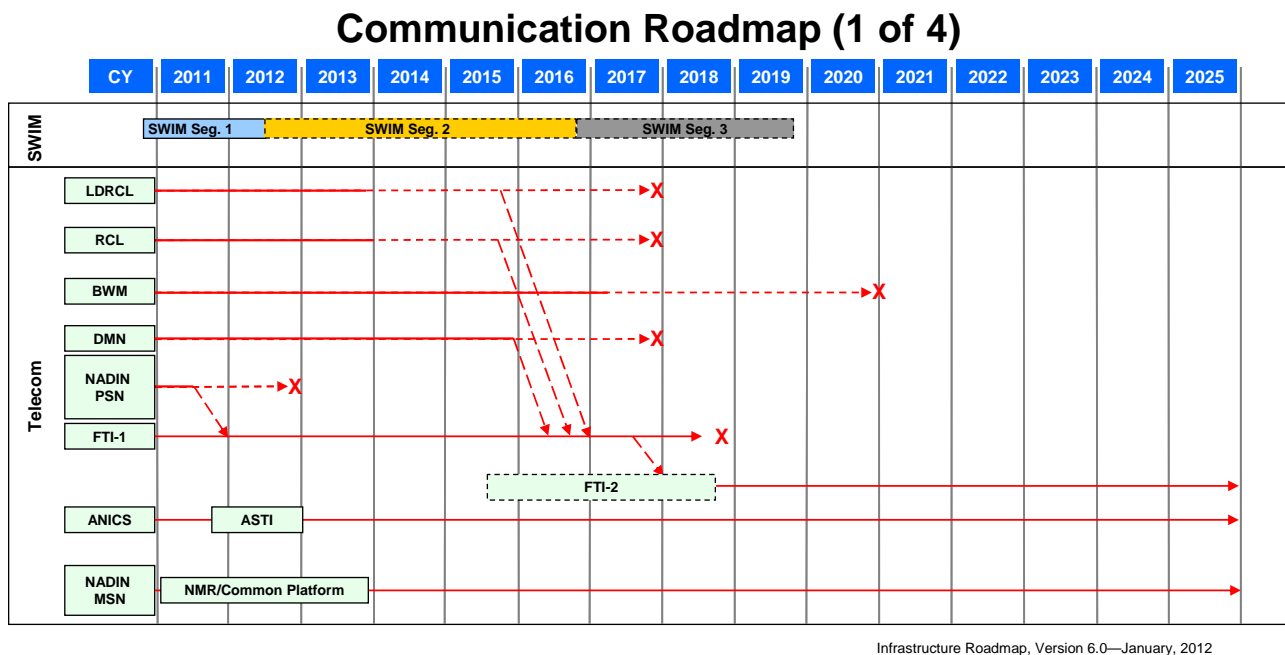 Communication Roadmap (1 of 4)
CY 2011 2012 2013 2014 2015 2016 2017 2018 2019 2020 2021 2022 2023 2024 2025
SWIM
SWIM Seg. 1 SWIM Seg. 2 SWIM Seg. 3
Telecom
LDRCL X
RCL X
BWM X
DMN X
NADIN
PSN X
FTI-1 X
FTI-2
ANICS ASTI
NADIN
MSN
NMR/Common Platform
Infrastructure Roadmap, Version 6.0—January, 2012